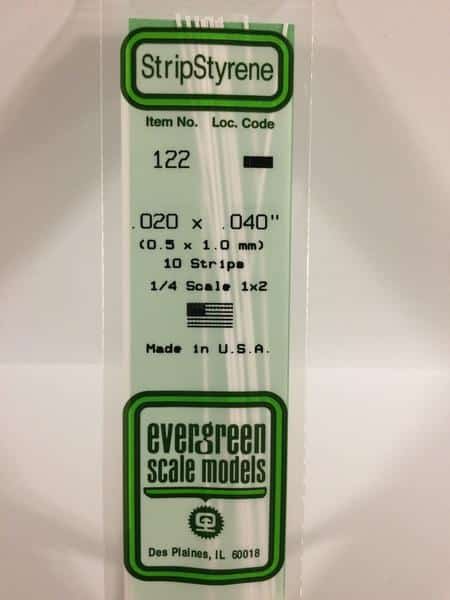 StripStyrene
Item No. Loc. Code
122
.020 x .040"
(0.5 x 1.0 mm)
10 Strips
1/4 Scale 1x2
Made in U.S.A.
evergreen
scale models
Des Plaines, IL 60018